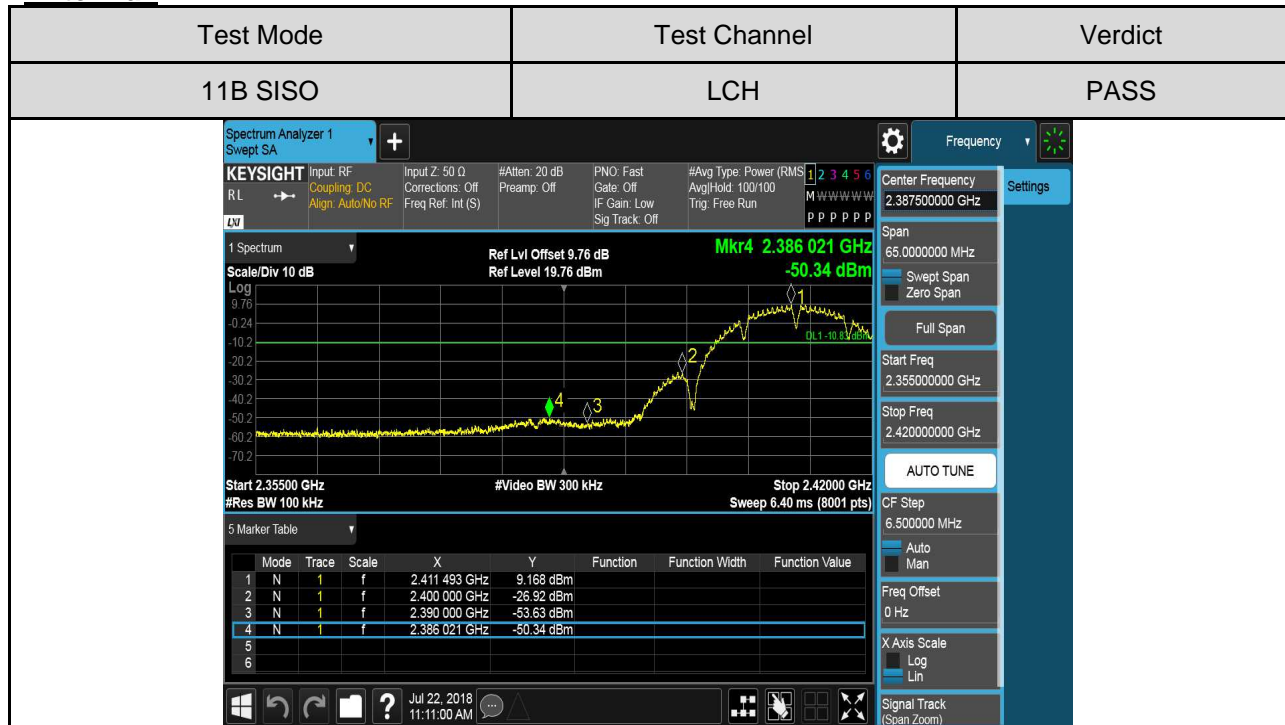 Test Mode Test Channel Verdict
11B SISO LCH PASS
Spectrum Analyzer 1
Swept SA
+
Frequency
KEYSIGHT
RL
LXI
Input: RF
Coupling: DC
Align: Auto/No RF
Input Z: 50 Ω
Corrections: Off
Freq Ref: Int (S)
#Atten: 20 dB
Preamp: Off
PNO: Fast
Gate: Off
IF Gain: Low
Sig Track: Off
#Avg Type: Power (RMS
Avg|Hold: 100/100
Trig: Free Run
1 2 3 4 5 6
M W W W W W
P P P P P P
Center Frequency
2.387500000 GHz
Settings
1 Spectrum
Ref Lvl Offset 9.76 dB
Mkr4 2.386 021 GHz
Scale/Div 10 dB
Ref Level 19.76 dBm
-50.34 dBm
Log
9.76
-0.24
-10.2
-20.2
-30.2
-40.2
-50.2
-60.2
-70.2
1
2
3
4
DL1 -10.83 dBm
Start 2.35500 GHz
#Video BW 300 kHz
Stop 2.42000 GHz
#Res BW 100 kHz
Sweep 6.40 ms (8001 pts)
Span
65.0000000 MHz
Swept Span
Zero Span
Full Span
Start Freq
2.355000000 GHz
Stop Freq
2.420000000 GHz
AUTO TUNE
CF Step
6.500000 MHz
Auto
Man
Freq Offset
0 Hz
X Axis Scale
Log
Lin
Signal Track
(Span Zoom)
5 Marker Table
Mode Trace Scale X Y Function Function Width Function Value
1 N 1 f 2.411 493 GHz 9.168 dBm
2 N 1 f 2.400 000 GHz -26.92 dBm
3 N 1 f 2.390 000 GHz -53.63 dBm
4 N 1 f 2.386 021 GHz -50.34 dBm
5
6
?
Jul 22, 2018
11:11:00 AM